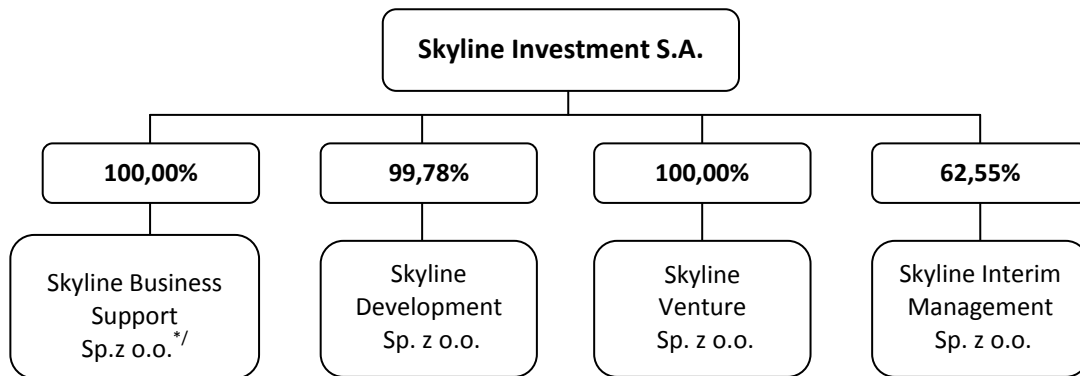 Skyline Investment S.A.
100,00%
99,78%
100,00%
62,55%
Skyline Business
Support
Sp.z o.o.*/
Skyline
Development
Sp. z o.o.
Skyline
Venture
Sp. z o.o.
Skyline Interim
Management
Sp. z o.o.